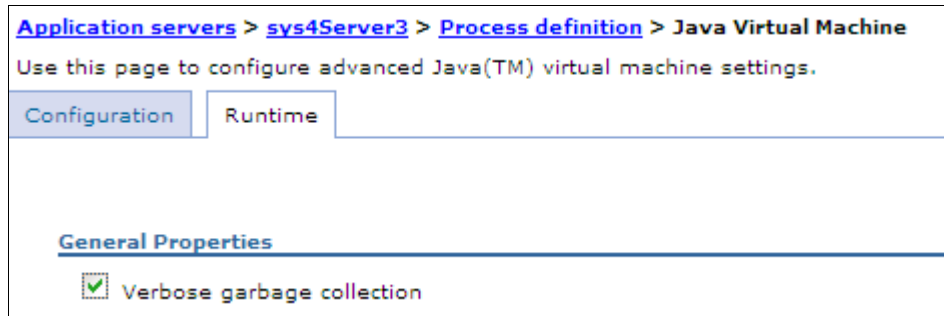 Application servers > sys4Server3 > Process definition > Java Virtual Machine
Use this page to configure advanced Java(TM) virtual machine settings.
Configuration Runtime
General Properties
Verbose garbage collection